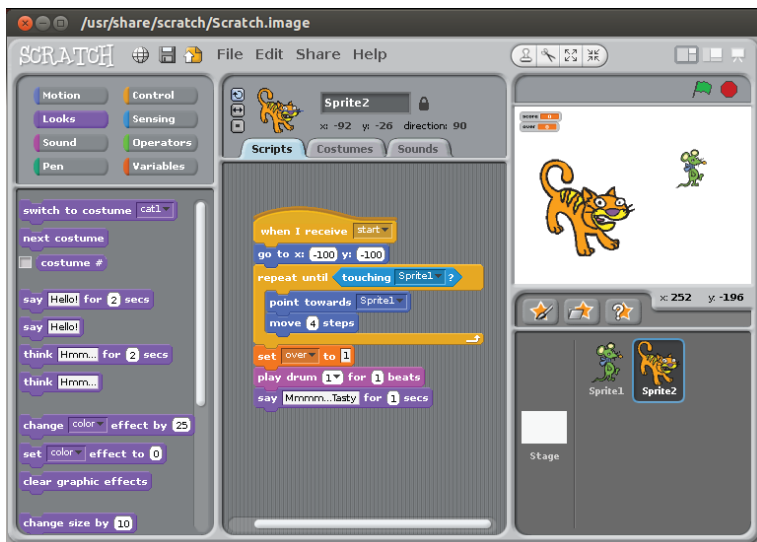 /usr/share/scratch/Scratch.image
SCRATCH File Edit Share Help
Motion Control
Looks Sensing
Sound Operators
Pen Variables
switch to costume cat1
next costume
costume #
say Hello! for 2 secs
say Hello!
think Hmm... for 2 secs
think Hmm...
change color effect by 25
set color effect to 0
clear graphic effects
change size by 10
Sprite2
x: -92 y: -26 direction: 90
Scripts Costumes Sounds
when I receive start
go to x: -100 y: -100
repeat until touching Sprite1 ?
point towards Sprite1
move 4 steps
set over to 1
play drum 1 for 1 beats
say Mmmm...Tasty for 1 secs
score 0
over 0
x: 252 y: -196
Sprite1 Sprite2
Stage